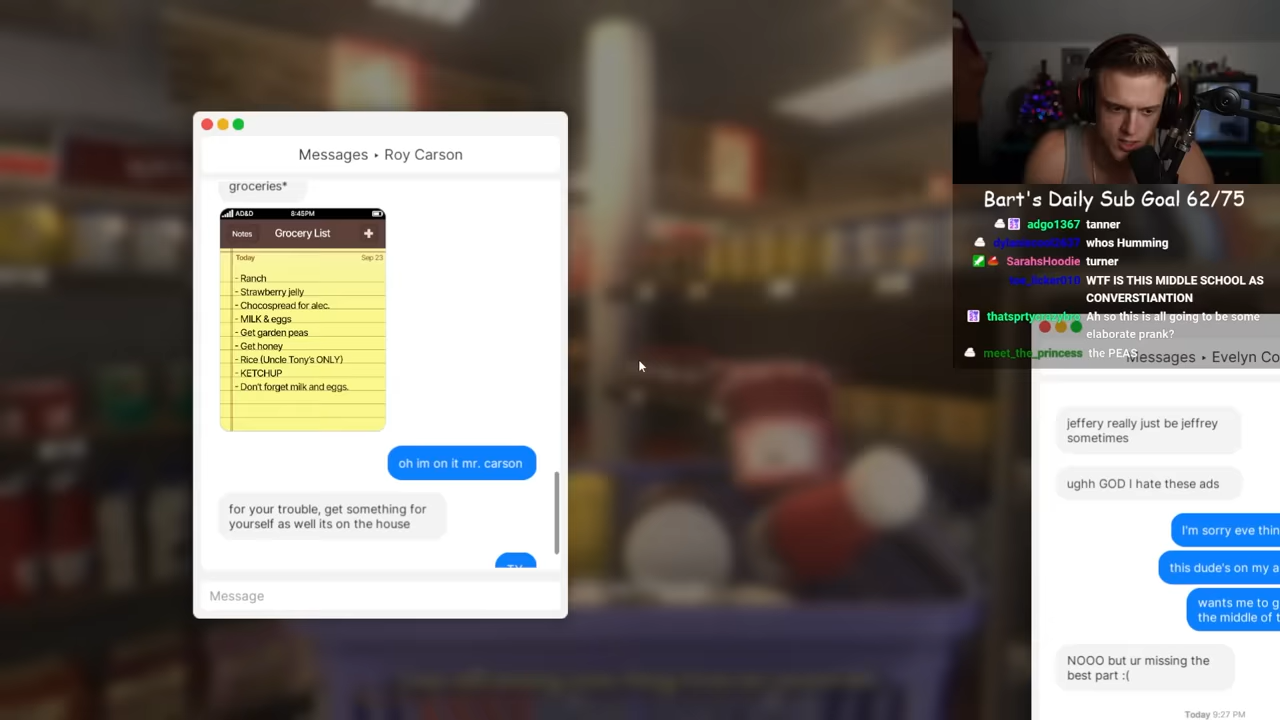 Messages ‣ Roy Carson
groceries*
AD&D 8:45PM
Notes Grocery List +
Today Sep 23
- Ranch
- Strawberry jelly
- Chocospread for alec.
- MILK & eggs
- Get garden peas
- Get honey
- Rice (Uncle Tony's ONLY)
- KETCHUP
- Don't forget milk and eggs.
oh im on it mr. carson
for your trouble, get something for
yourself as well its on the house
Message
Bart's Daily Sub Goal 62/75
adgo1367 tanner
whos Humming
SarahsHoodie turner
WTF IS THIS MIDDLE SCHOOL AS
CONVERSTIANTION
Ah so this is all going to be some
elaborate prank?
meet_the_princess the PEAS
Messages ‣ Evelyn Co
jeffery really just be jeffrey
sometimes
ughh GOD I hate these ads
I'm sorry eve thin
this dude's on my a
wants me to g
the middle of t
NOOO but ur missing the
best part :(
Today 9:27 PM